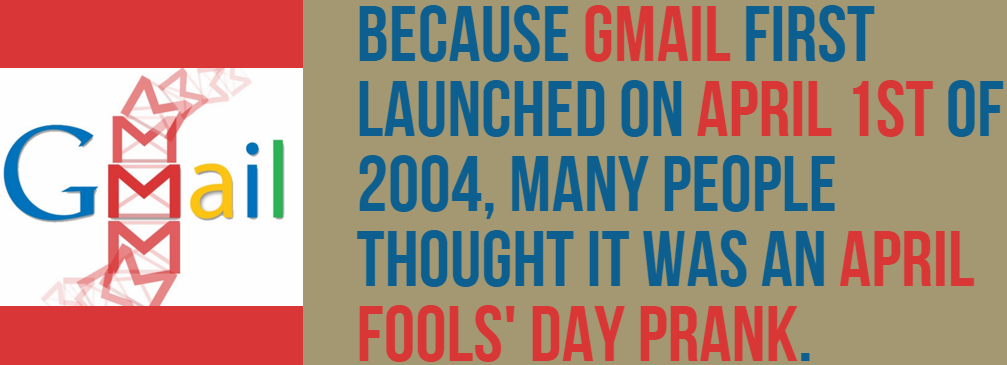 Gmail
BECAUSE GMAIL FIRST
LAUNCHED ON APRIL 1ST OF
2004, MANY PEOPLE
THOUGHT IT WAS AN APRIL
FOOLS' DAY PRANK.